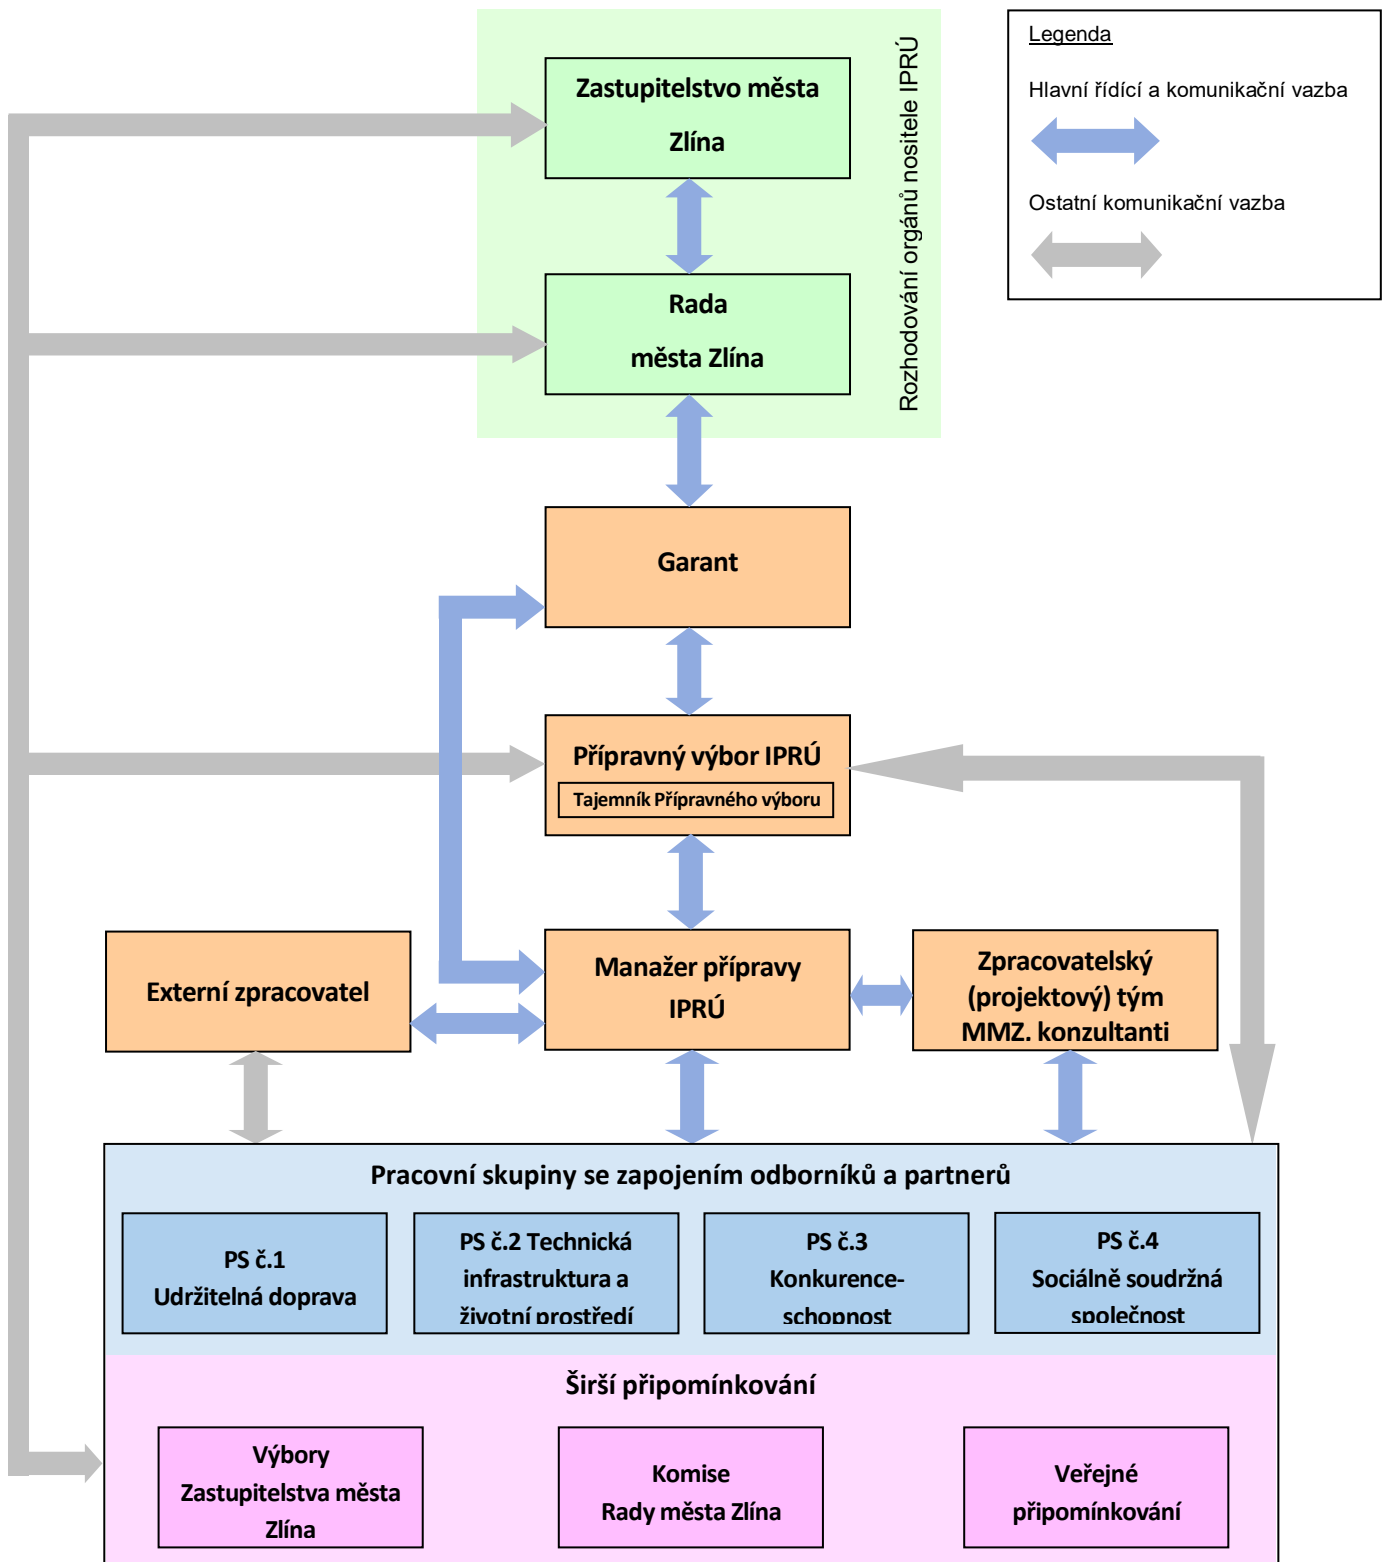 Zastupitelstvo města
Zlína
Rada
města Zlína
Rozhodování orgánů nositele IPRÚ
Legenda
Hlavní řídící a komunikační vazba
Ostatní komunikační vazba
Garant
Přípravný výbor IPRÚ
Tajemník Přípravného výboru
Externí zpracovatel
Manažer přípravy
IPRÚ
Zpracovatelský
(projektový) tým
MMZ, konzultanti
Pracovní skupiny se zapojením odborníků a partnerů
PS č.1
Udržitelná doprava
PS č.2 Technická
infrastruktura a
životní prostředí
PS č.3
Konkurence-
schopnost
PS č.4
Sociálně soudržná
společnost
Širší připomínkování
Výbory
Zastupitelstva města
Zlína
Komise
Rady města Zlína
Veřejné
připomínkování